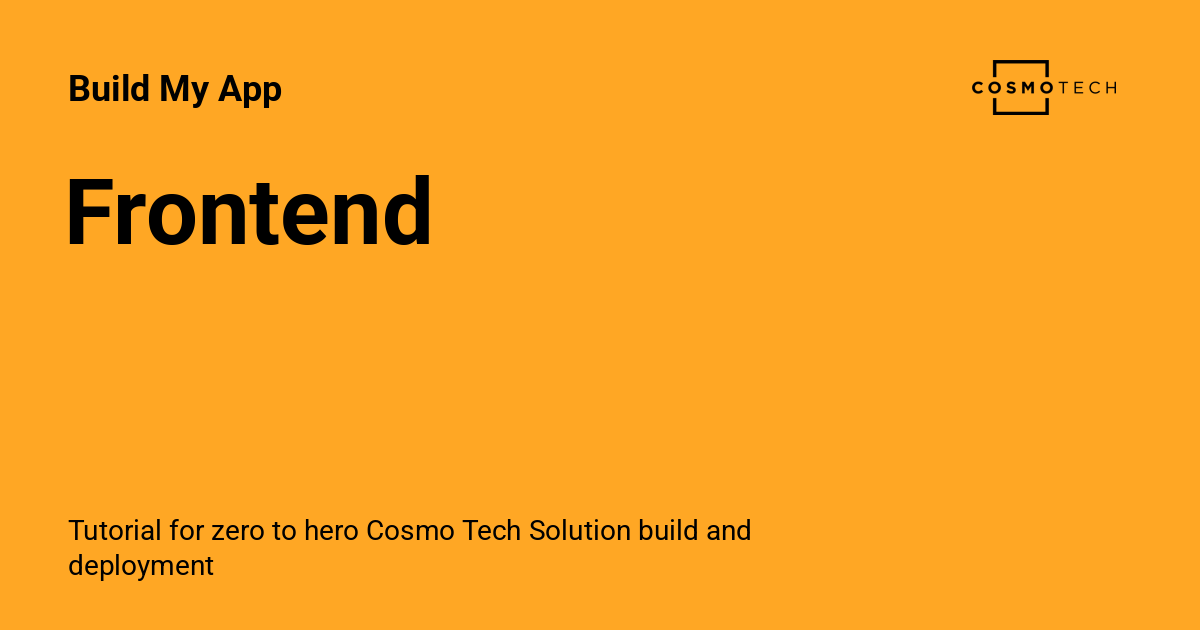 Build My App
COSMOTECH
Frontend
Tutorial for zero to hero Cosmo Tech Solution build and
deployment